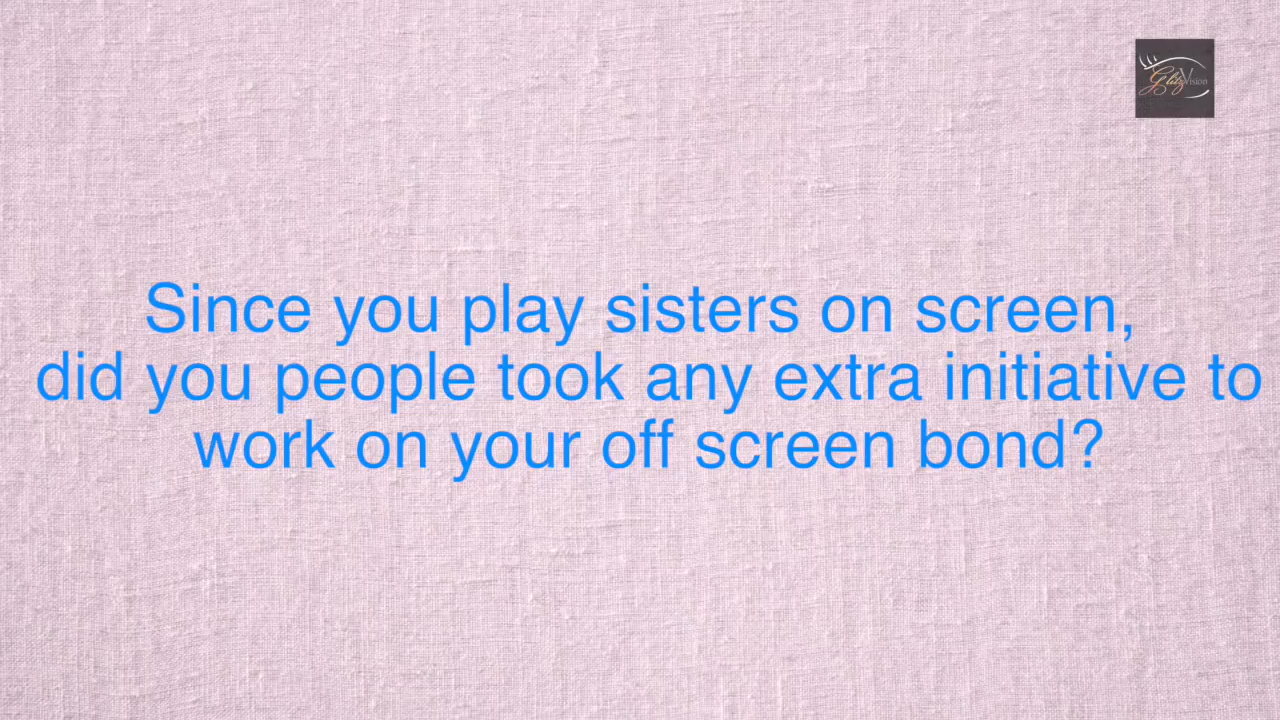 GlitzVision
Since you play sisters on screen,
did you people took any extra initiative to
work on your off screen bond?